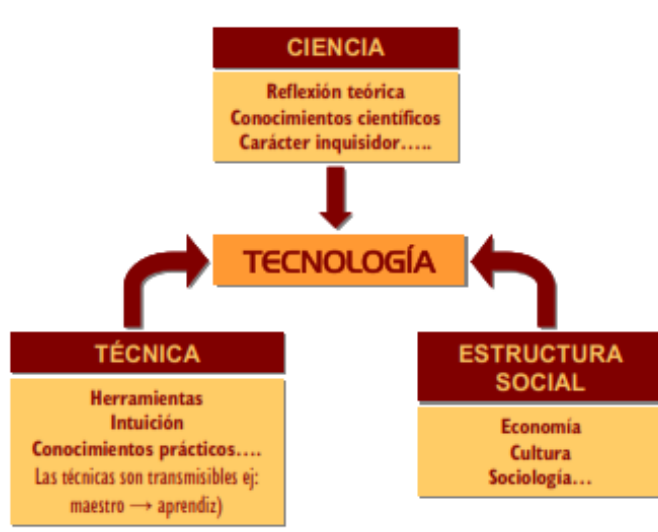 CIENCIA
Reflexión teórica
Conocimientos científicos
Carácter inquisidor.....
TECNOLOGÍA
TÉCNICA
Herramientas
Intuición
Conocimientos prácticos....
Las técnicas son transmisibles ej:
maestro → aprendiz)
ESTRUCTURA
SOCIAL
Economía
Cultura
Sociología...